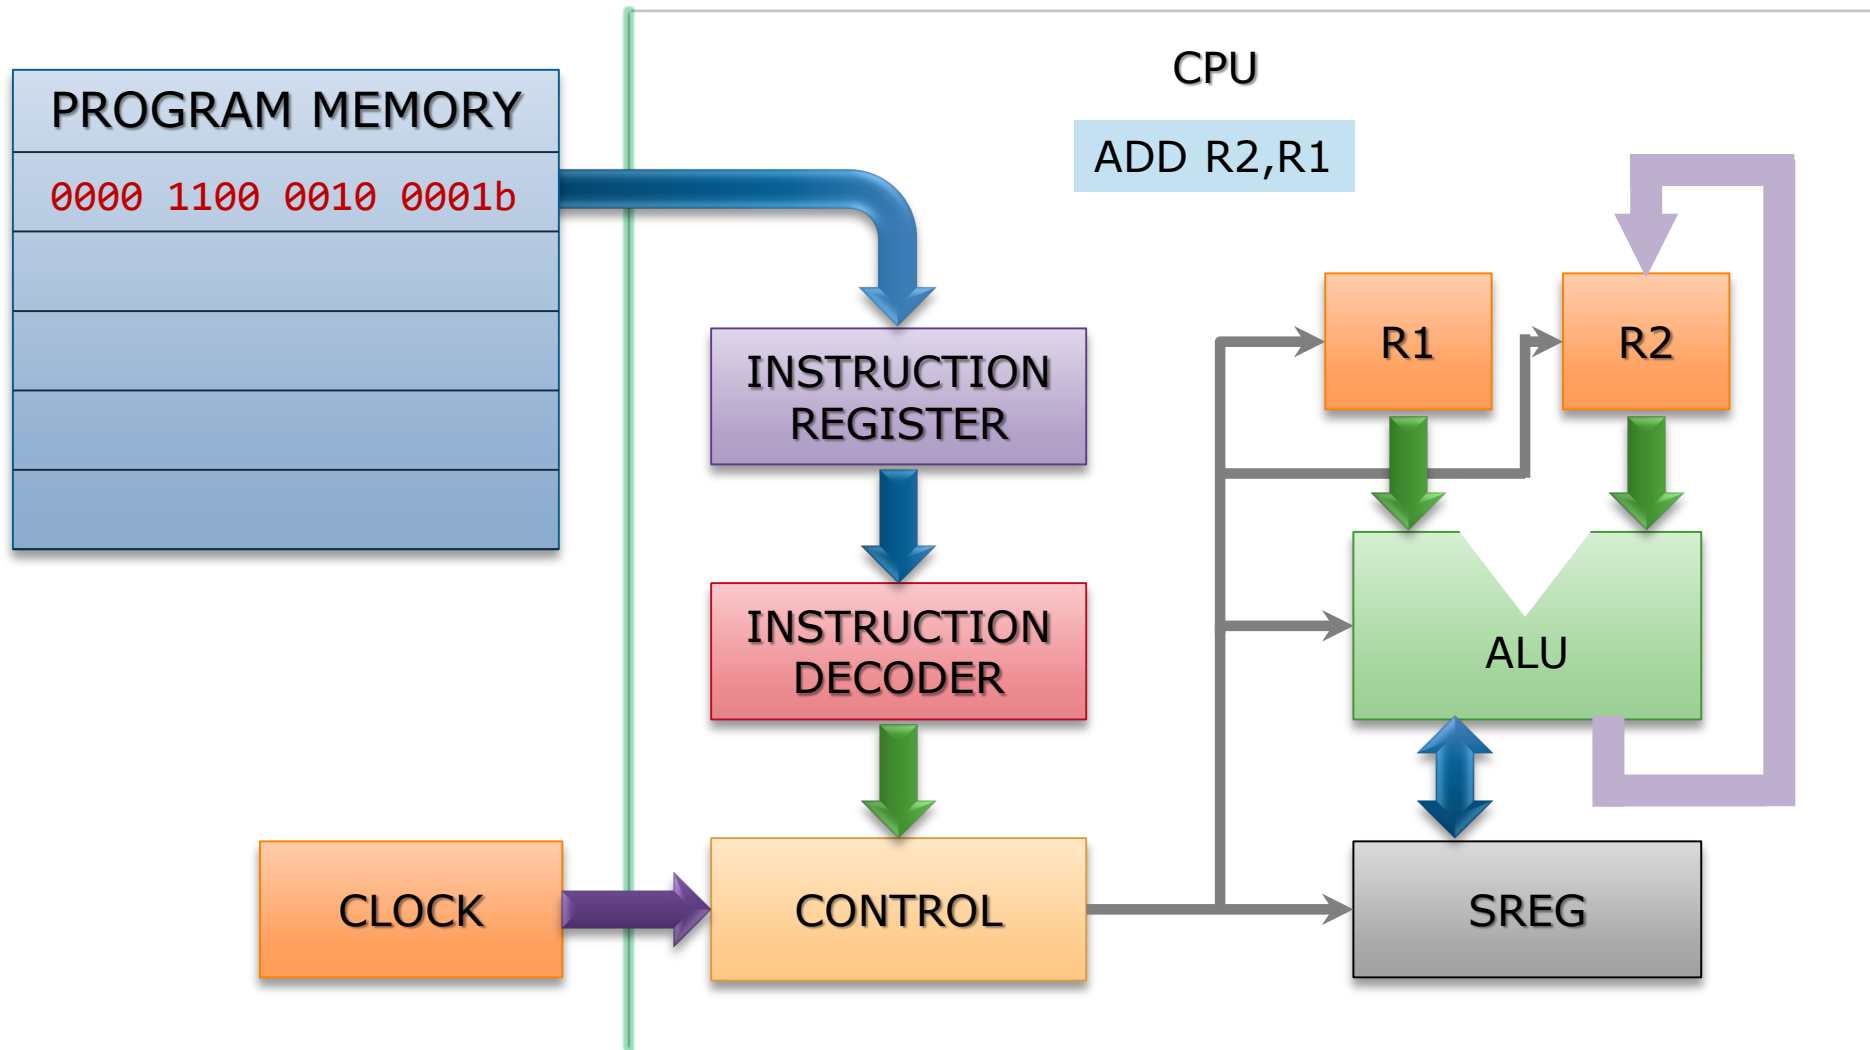 CPU
PROGRAM MEMORY
ADD R2,R1
0000 1100 0010 0001b
R1
R2
INSTRUCTION
REGISTER
INSTRUCTION
DECODER
ALU
CLOCK
CONTROL
SREG